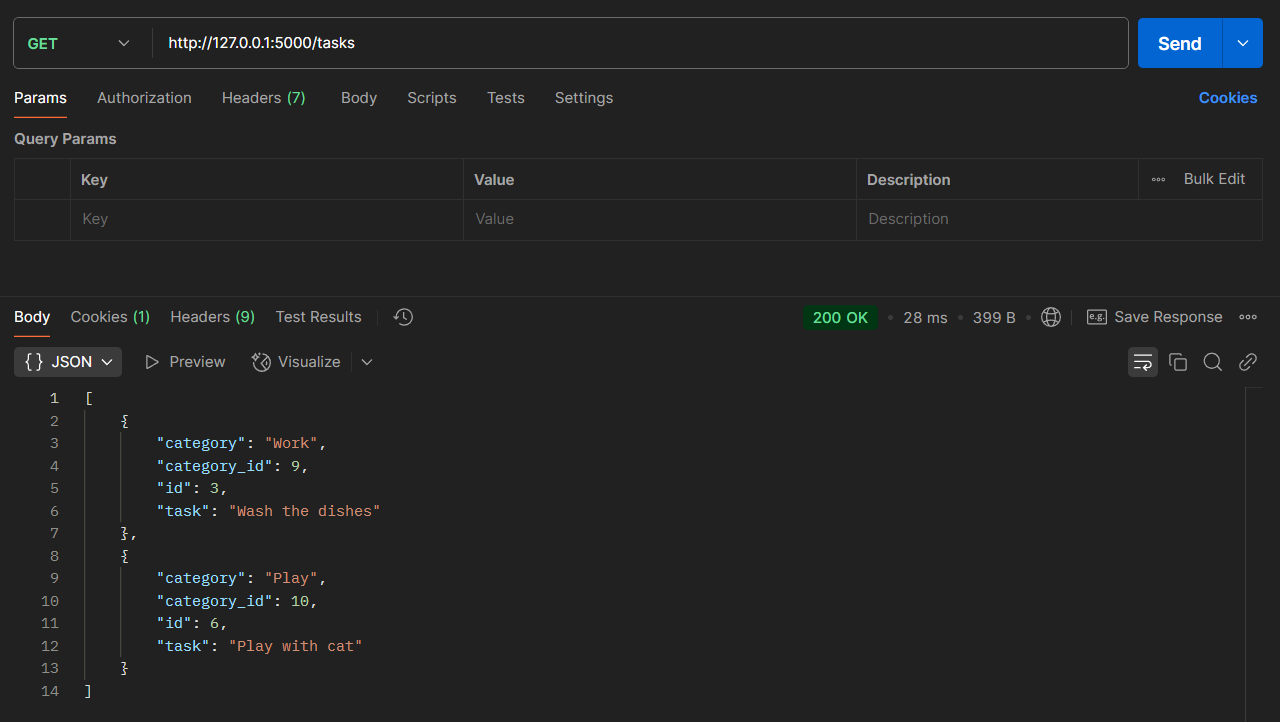 GET http://127.0.0.1:5000/tasks Send
Params Authorization Headers (7) Body Scripts Tests Settings Cookies
Query Params
Key Value Description Bulk Edit
Key Value Description
Body Cookies (1) Headers (9) Test Results 200 OK • 28 ms • 399 B • e.g. Save Response
{} JSON Preview Visualize
1 [
2 {
3 "category": "Work",
4 "category_id": 9,
5 "id": 3,
6 "task": "Wash the dishes"
7 },
8 {
9 "category": "Play",
10 "category_id": 10,
11 "id": 6,
12 "task": "Play with cat"
13 }
14 ]